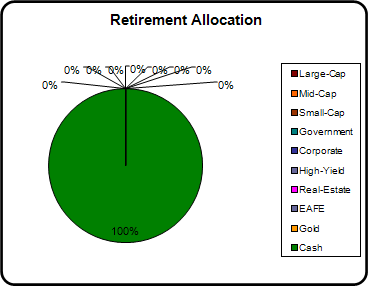 Retirement Allocation
0% 0% 0% 0% 0% 0% 0% 0% 0%
100%
Large-Cap
Mid-Cap
Small-Cap
Government
Corporate
High-Yield
Real-Estate
EAFE
Gold
Cash